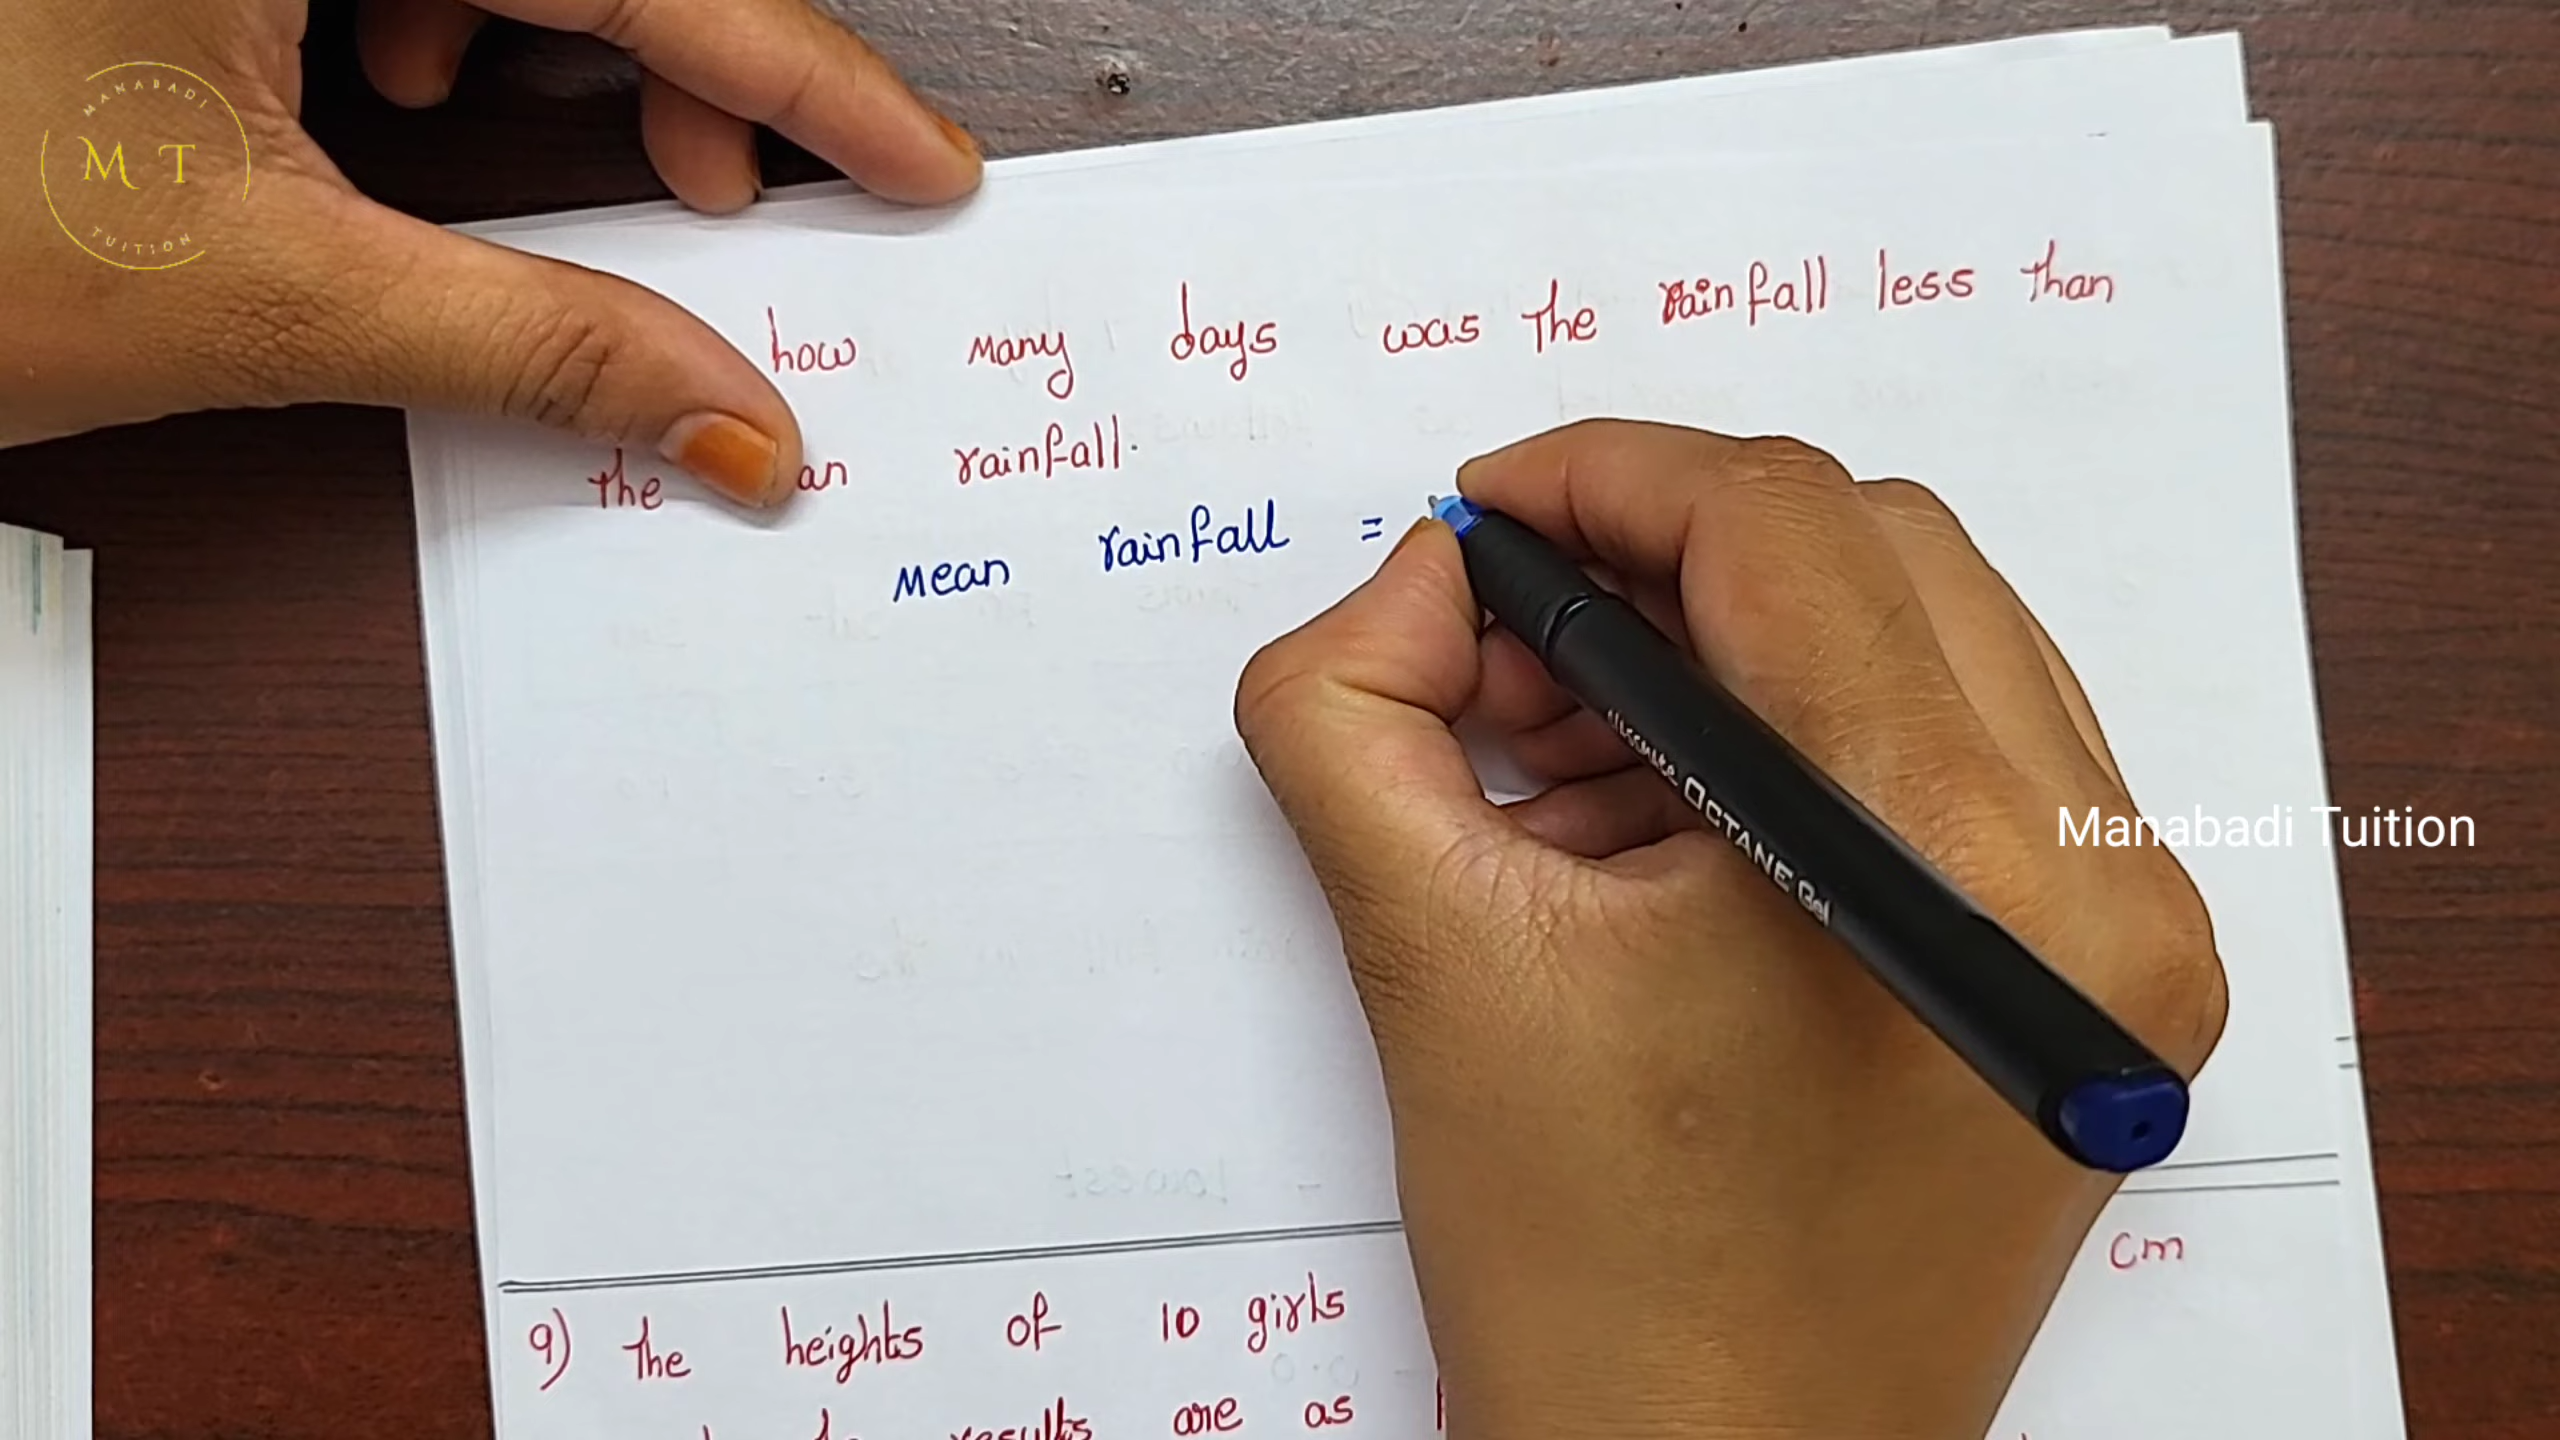 MANABADI
M T
TUITION
how many days was the rainfall less than
the an rainfall.
Mean rainfall =
OCTANE Gel
Manabadi Tuition
cm
9) The heights of 10 girls
results are as